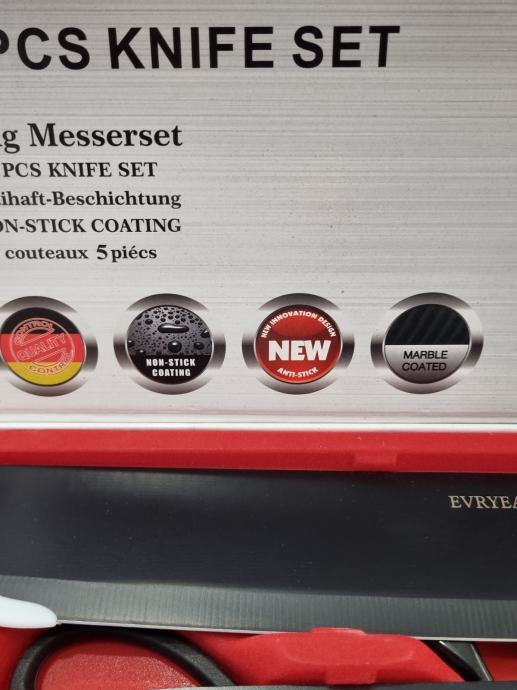 PCS KNIFE SET
g Messerset
PCS KNIFE SET
ihaft-Beschichtung
ON-STICK COATING
couteaux 5 piécs
CONTROL
QUALITY
CONTROL
NON-STICK
COATING
NEW INNOVATION DESIGN
NEW
ANTI-STICK
MARBLE
COATED
EVRYEA